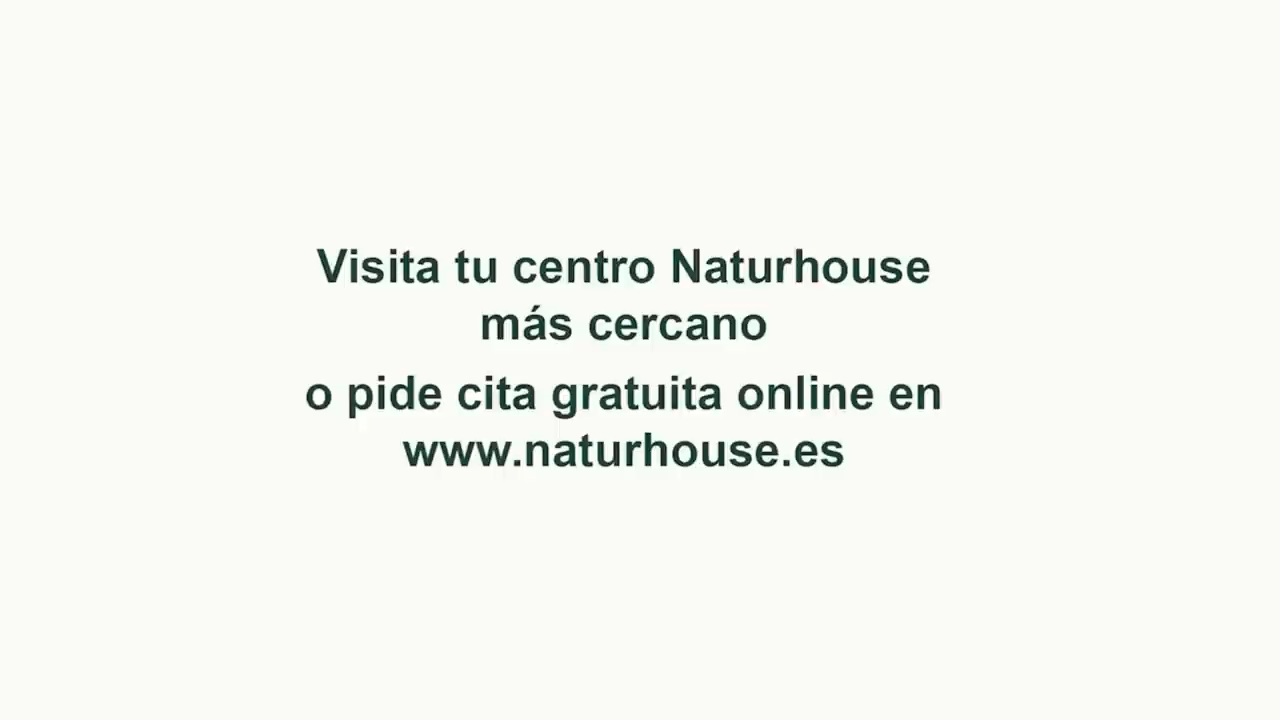 Visita tu centro Naturhouse
más cercano
o pide cita gratuita online en
www.naturhouse.es